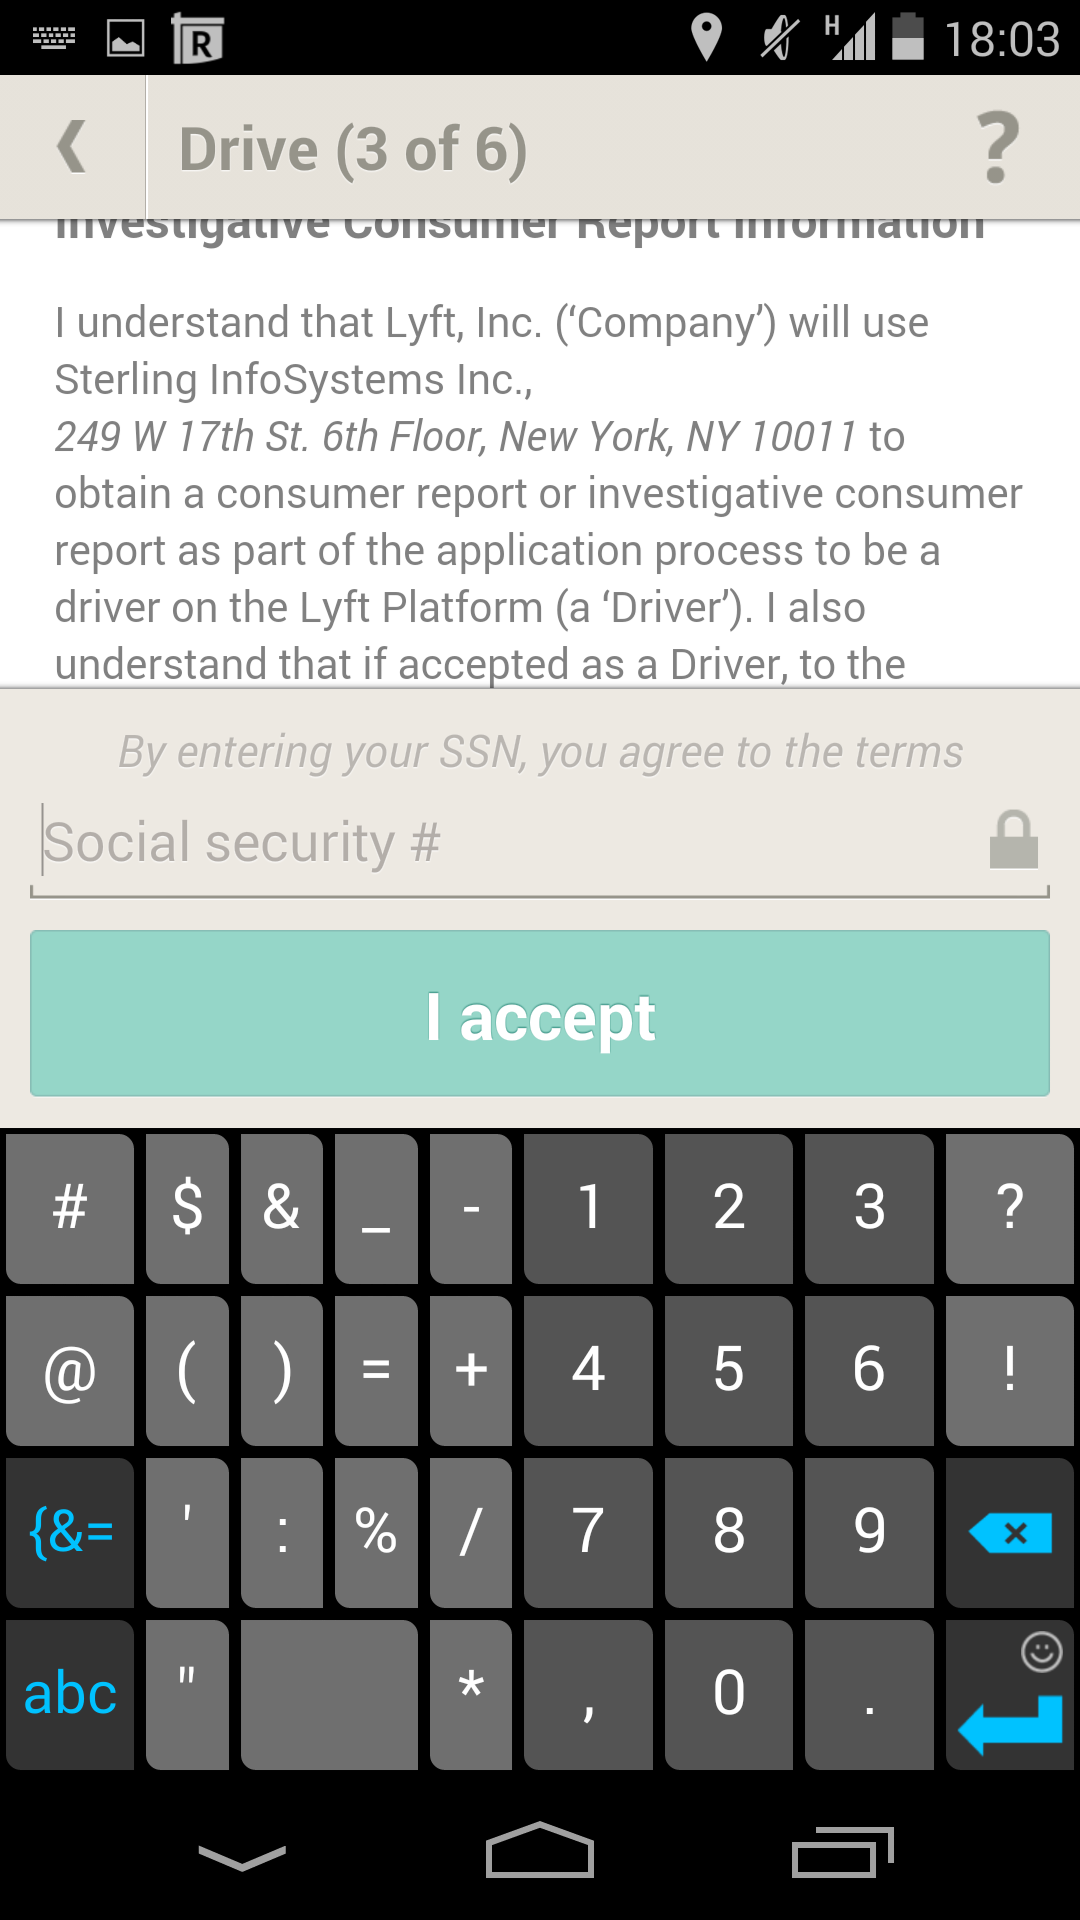 R H 18:03
Drive (3 of 6) ?
Investigative Consumer Report Information
I understand that Lyft, Inc. (‘Company’) will use
Sterling InfoSystems Inc.,
249 W 17th St. 6th Floor, New York, NY 10011 to
obtain a consumer report or investigative consumer
report as part of the application process to be a
driver on the Lyft Platform (a ‘Driver’). I also
understand that if accepted as a Driver, to the
By entering your SSN, you agree to the terms
Social security #
I accept
# $ & _ - 1 2 3 ?
@ ( ) = + 4 5 6 !
{&= ' : % / 7 8 9
abc " * , 0 .